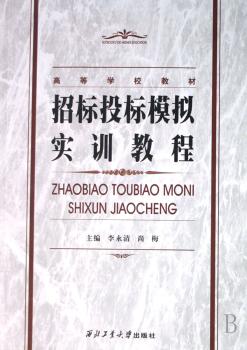 高等学校教材
招标投标模拟
实训教程
ZHAOBIAO TOUBIAO MONI
SHIXUN JIAOCHENG
主编 李永清 尚梅
西北工业大学出版社
B